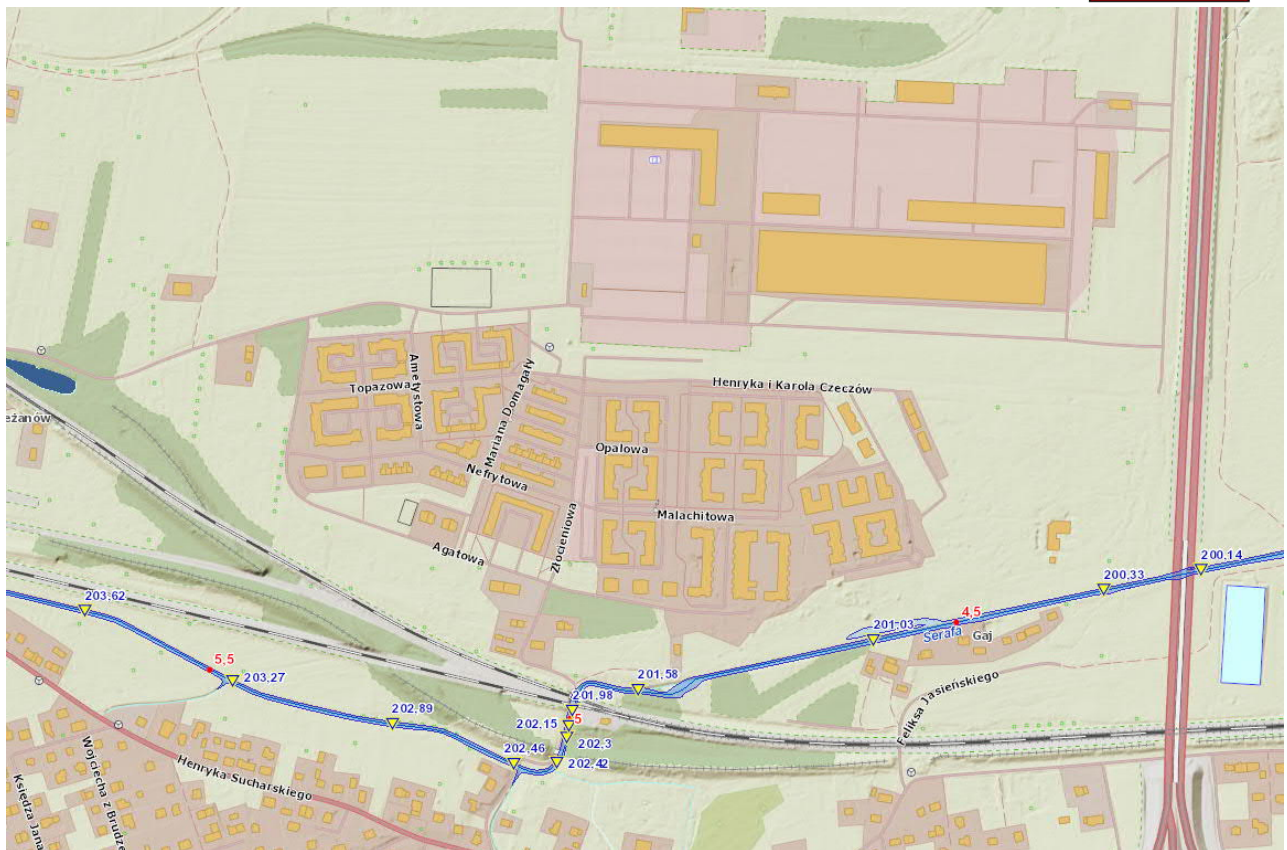 Topazowa
Ametystowa
Mariana Domagały
Henryka i Karola Czeczów
eżanów
Opalowa
Nefrytowa
Malachitowa
Złocieniowa
Agatowa
200,14
200,33
4,5
201,03
Serafa
Gaj
203,62
5,5
203,27
201,58
201,98
202,15
5
202,3
202,89
202,46
202,42
Feliksa Jasieńskiego
Henryka Sucharskiego
Wojciecha z Brudze
Księdza Jana